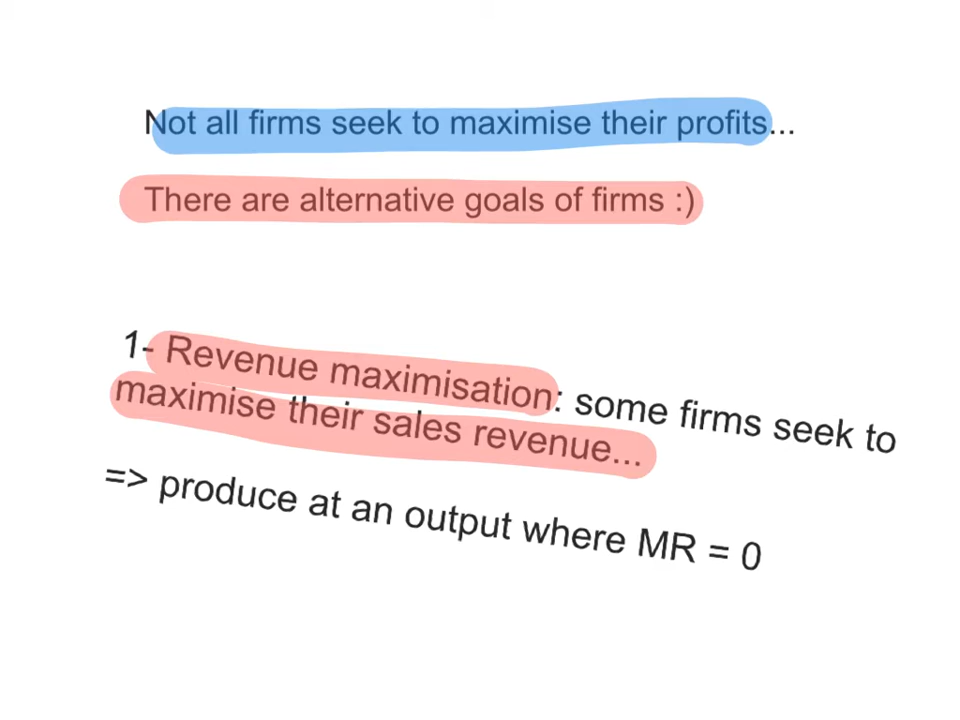 Not all firms seek to maximise their profits...
There are alternative goals of firms :)
1- Revenue maximisation: some firms seek to
maximise their sales revenue...
=> produce at an output where MR = 0